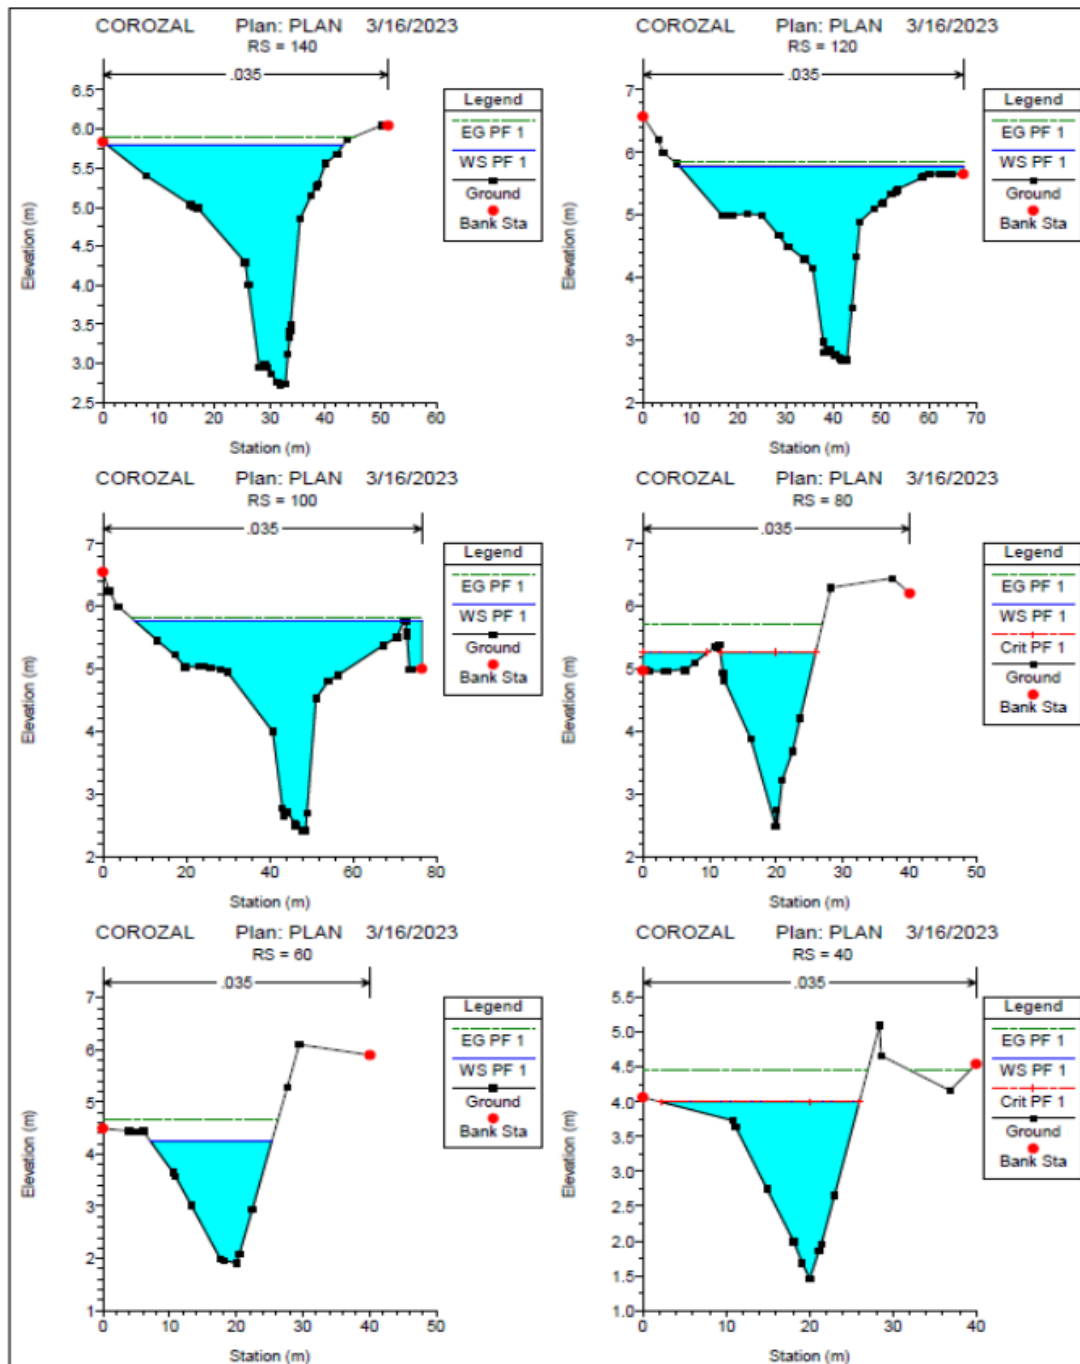 COROZAL Plan: PLAN 3/16/2023
RS = 140
.035
Legend
EG PF 1
WS PF 1
Ground
Bank Sta
Elevation (m)
6.5
6.0
5.5
5.0
4.5
4.0
3.5
3.0
2.5
0 10 20 30 40 50 60
Station (m)
COROZAL Plan: PLAN 3/16/2023
RS = 120
.035
Legend
EG PF 1
WS PF 1
Ground
Bank Sta
Elevation (m)
7
6
5
4
3
2
0 10 20 30 40 50 60 70
Station (m)
COROZAL Plan: PLAN 3/16/2023
RS = 100
.035
Legend
EG PF 1
WS PF 1
Ground
Bank Sta
Elevation (m)
7
6
5
4
3
2
0 20 40 60 80
Station (m)
COROZAL Plan: PLAN 3/16/2023
RS = 80
.035
Legend
EG PF 1
WS PF 1
Crit PF 1
Ground
Bank Sta
Elevation (m)
7
6
5
4
3
2
0 10 20 30 40 50
Station (m)
COROZAL Plan: PLAN 3/16/2023
RS = 60
.035
Legend
EG PF 1
WS PF 1
Ground
Bank Sta
Elevation (m)
7
6
5
4
3
2
1
0 10 20 30 40 50
Station (m)
COROZAL Plan: PLAN 3/16/2023
RS = 40
.035
Legend
EG PF 1
WS PF 1
Crit PF 1
Ground
Bank Sta
Elevation (m)
5.5
5.0
4.5
4.0
3.5
3.0
2.5
2.0
1.5
1.0
0 10 20 30 40
Station (m)